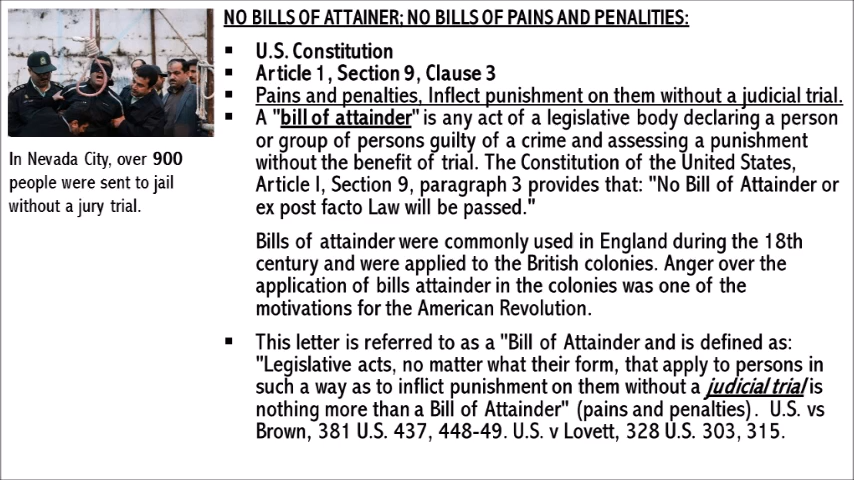 NO BILLS OF ATTAINER; NO BILLS OF PAINS AND PENALITIES:
▪ U.S. Constitution
▪ Article 1, Section 9, Clause 3
▪ Pains and penalties, Inflect punishment on them without a judicial trial.
▪ A "bill of attainder" is any act of a legislative body declaring a person
or group of persons guilty of a crime and assessing a punishment
without the benefit of trial. The Constitution of the United States,
Article I, Section 9, paragraph 3 provides that: "No Bill of Attainder or
ex post facto Law will be passed."
Bills of attainder were commonly used in England during the 18th
century and were applied to the British colonies. Anger over the
application of bills attainder in the colonies was one of the
motivations for the American Revolution.
▪ This letter is referred to as a "Bill of Attainder and is defined as:
"Legislative acts, no matter what their form, that apply to persons in
such a way as to inflict punishment on them without a judicial trial is
nothing more than a Bill of Attainder" (pains and penalties). U.S. vs
Brown, 381 U.S. 437, 448-49. U.S. v Lovett, 328 U.S. 303, 315.
In Nevada City, over 900
people were sent to jail
without a jury trial.